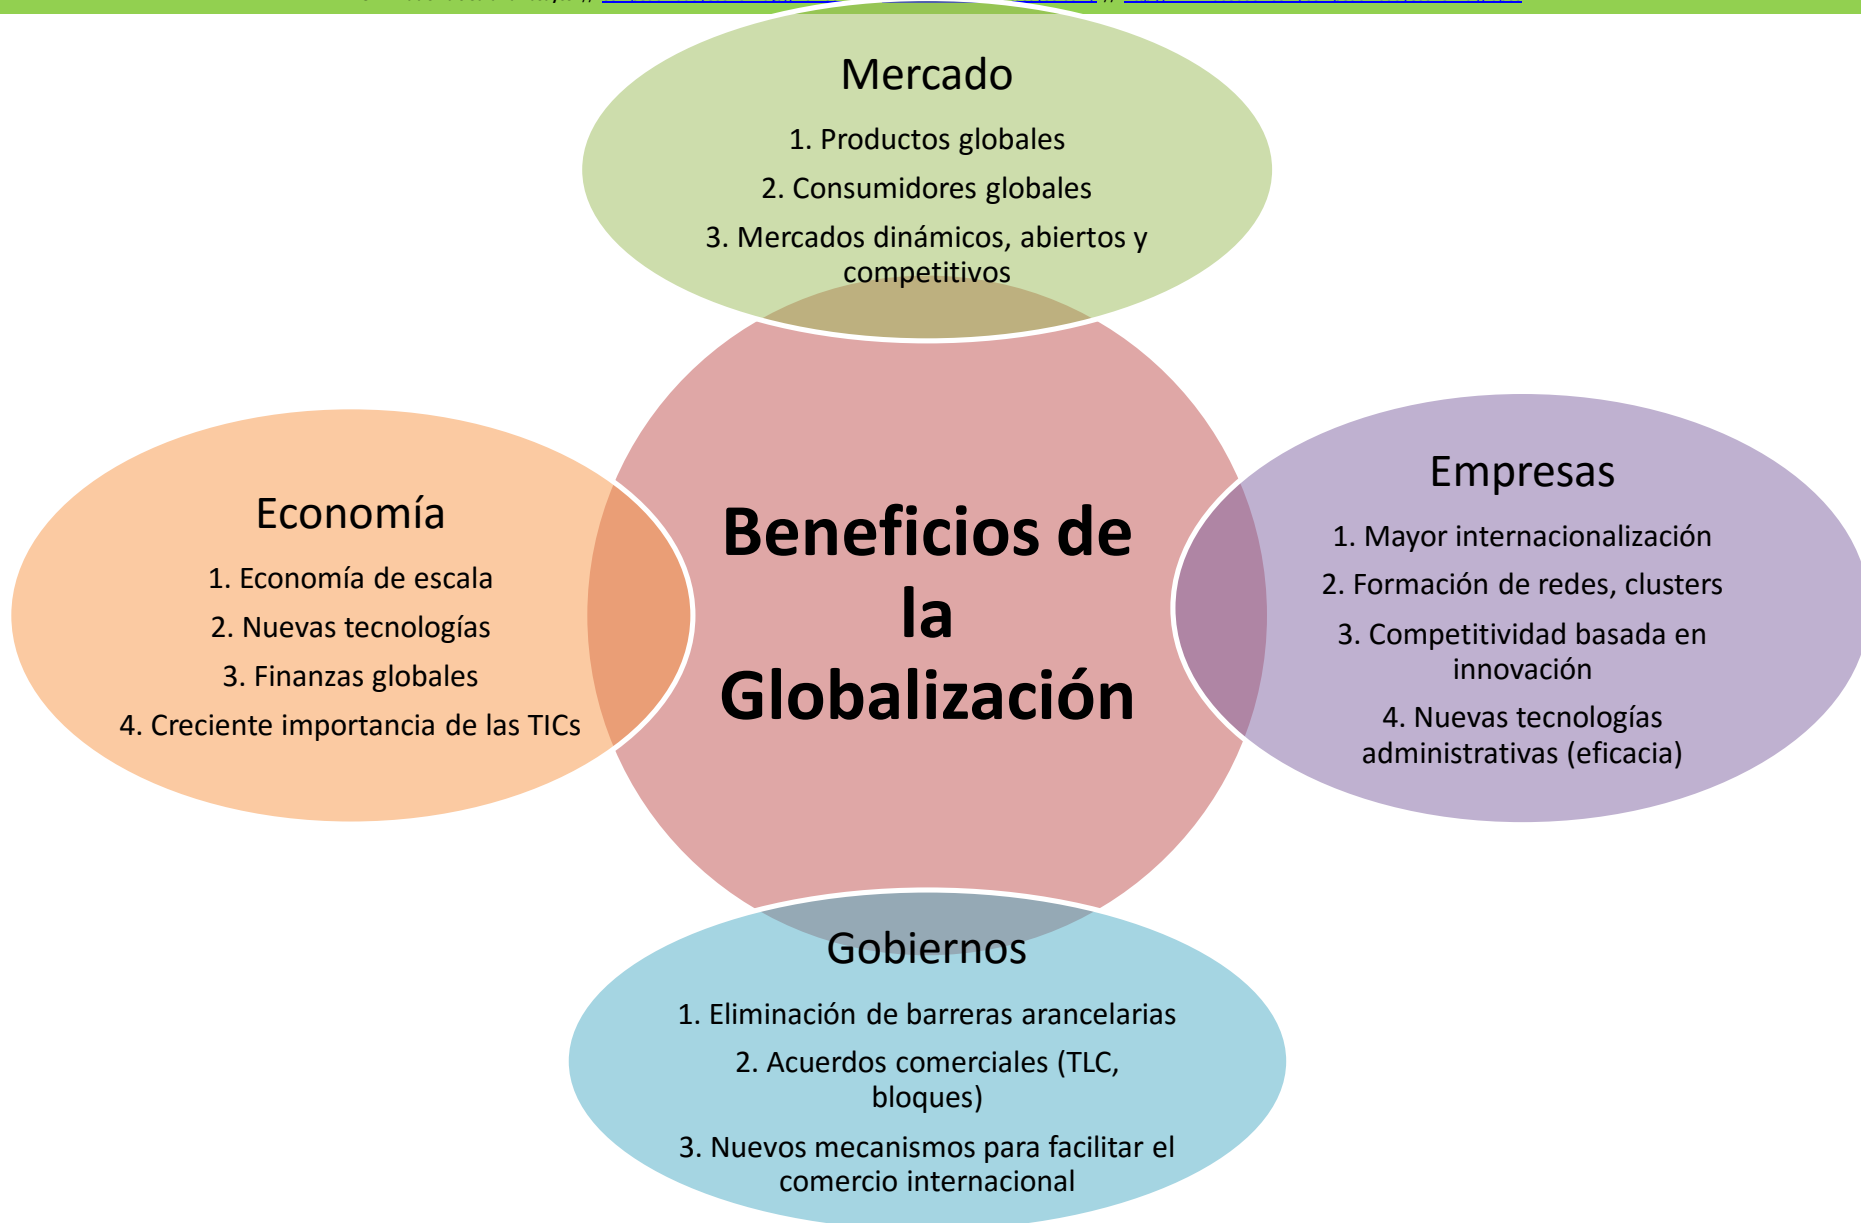 Mercado
1. Productos globales
2. Consumidores globales
3. Mercados dinámicos, abiertos y
competitivos
Economía
1. Economía de escala
2. Nuevas tecnologías
3. Finanzas globales
4. Creciente importancia de las TICs
Beneficios de
la
Globalización
Empresas
1. Mayor internacionalización
2. Formación de redes, clusters
3. Competitividad basada en
innovación
4. Nuevas tecnologías
administrativas (eficacia)
Gobiernos
1. Eliminación de barreras arancelarias
2. Acuerdos comerciales (TLC,
bloques)
3. Nuevos mecanismos para facilitar el
comercio internacional